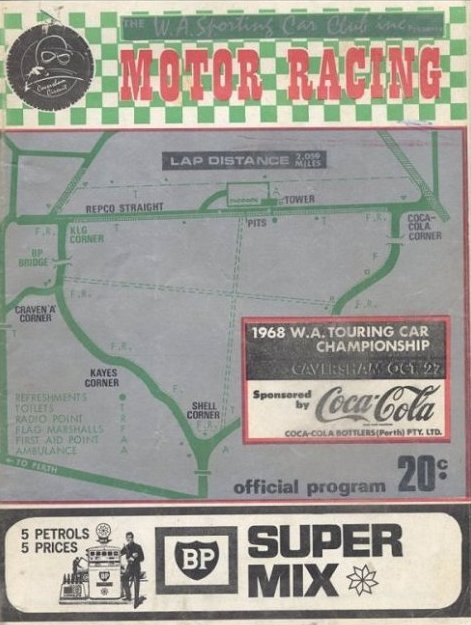 THE W.A. Sporting Car Club inc. Presents
MOTOR RACING
Caversham
Circuit
LAP DISTANCE 2.059 MILES
REPCO STRAIGHT
TOWER
'PITS
F.R.
KLG
CORNER
T
F.R.
COCA-
COLA
CORNER
BP
BRIDGE
F.R.
CRAVEN 'A'
CORNER
F.R.
KAYES
CORNER
SHELL
CORNER
1968 W.A. TOURING CAR
CHAMPIONSHIP
CAVERSHAM OCT. 27
Sponsored
by
Coca-Cola
COCA-COLA BOTTLERS (Perth) PTY. LTD.
REFRESHMENTS
TOILETS T
RADIO POINT R
FLAG MARSHALLS F
FIRST AID POINT A
AMBULANCE A
TO PERTH
official program 20c
5 PETROLS
5 PRICES
BP
SUPER
MIX